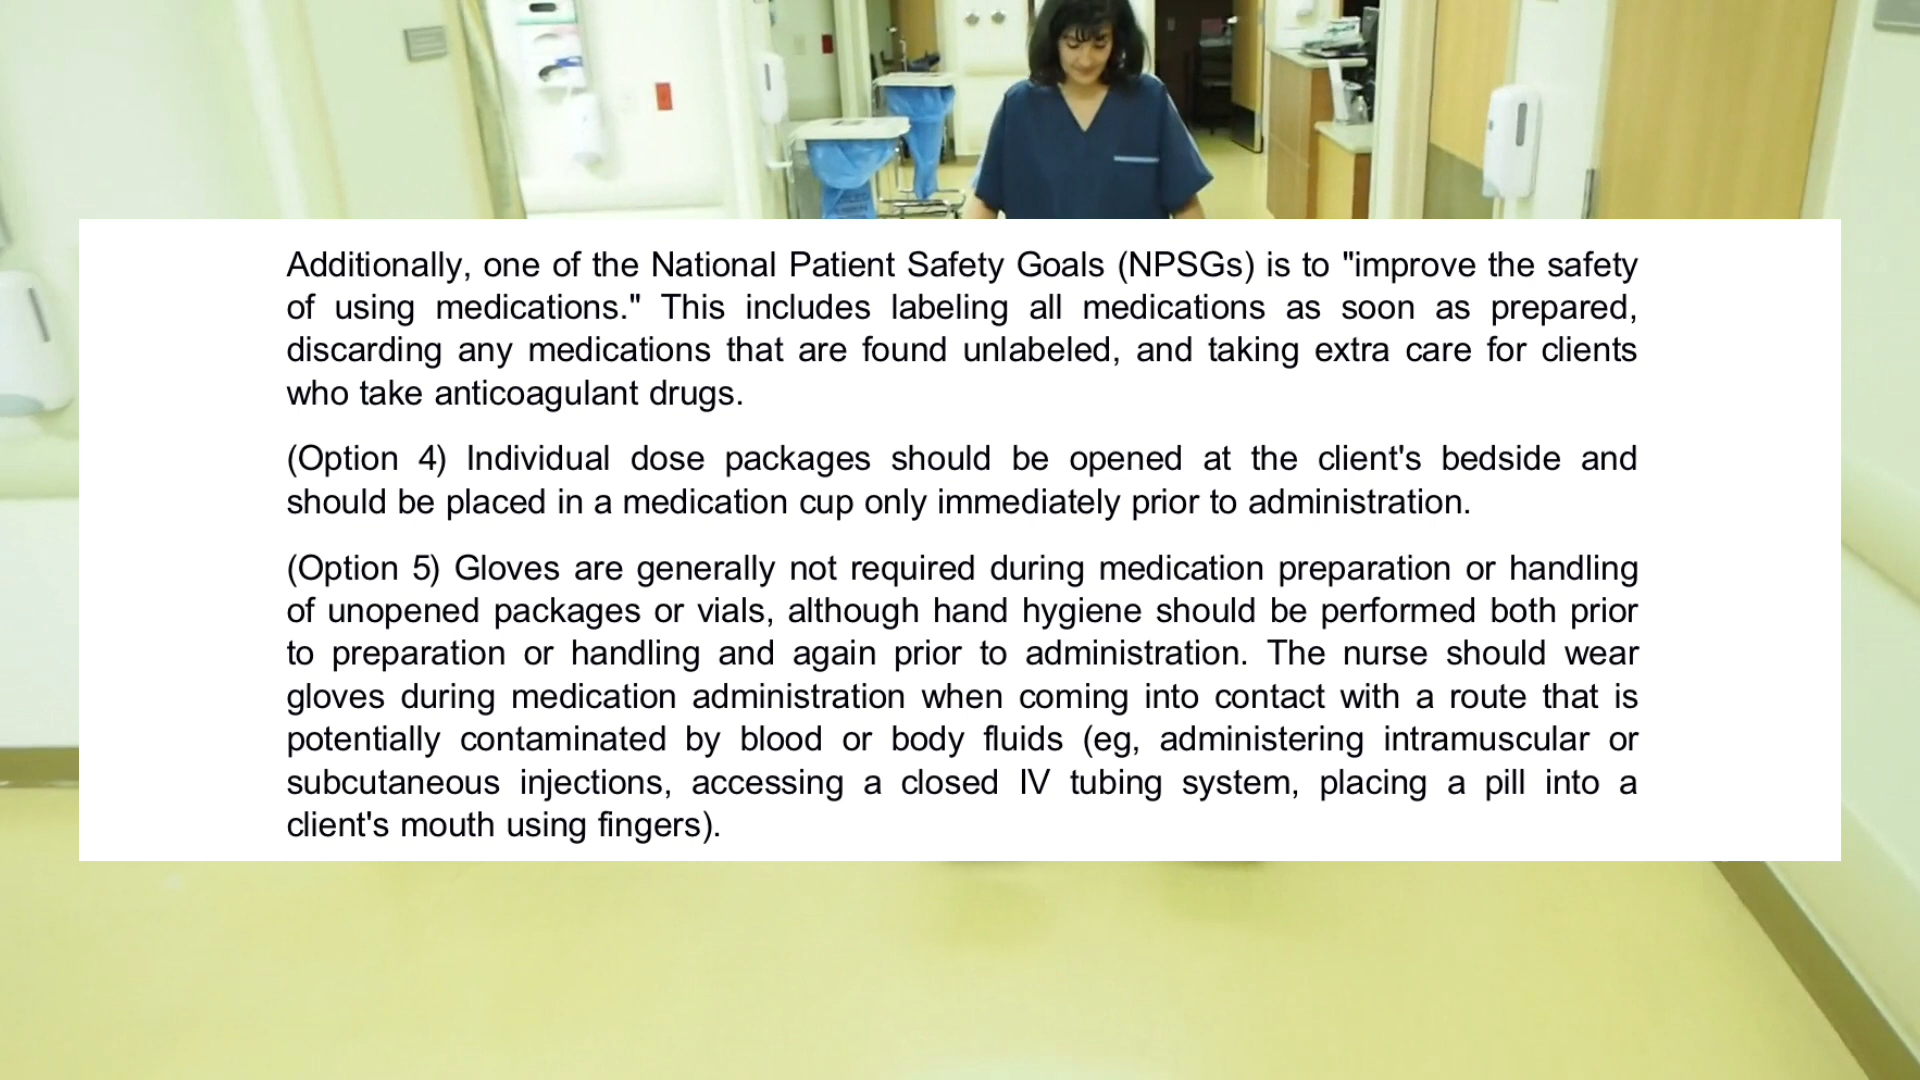 Additionally, one of the National Patient Safety Goals (NPSGs) is to "improve the safety
of using medications." This includes labeling all medications as soon as prepared,
discarding any medications that are found unlabeled, and taking extra care for clients
who take anticoagulant drugs.
(Option 4) Individual dose packages should be opened at the client's bedside and
should be placed in a medication cup only immediately prior to administration.
(Option 5) Gloves are generally not required during medication preparation or handling
of unopened packages or vials, although hand hygiene should be performed both prior
to preparation or handling and again prior to administration. The nurse should wear
gloves during medication administration when coming into contact with a route that is
potentially contaminated by blood or body fluids (eg, administering intramuscular or
subcutaneous injections, accessing a closed IV tubing system, placing a pill into a
client's mouth using fingers).